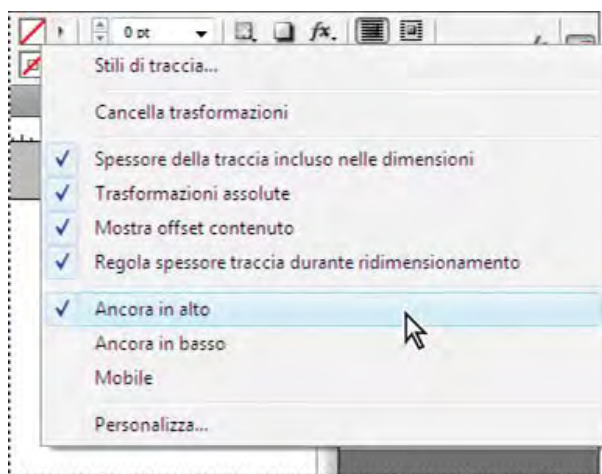 0 pt
fx.
Stili di traccia...
Cancella trasformazioni
Spessore della traccia incluso nelle dimensioni
Trasformazioni assolute
Mostra offset contenuto
Regola spessore traccia durante ridimensionamento
Ancora in alto
Ancora in basso
Mobile
Personalizza...